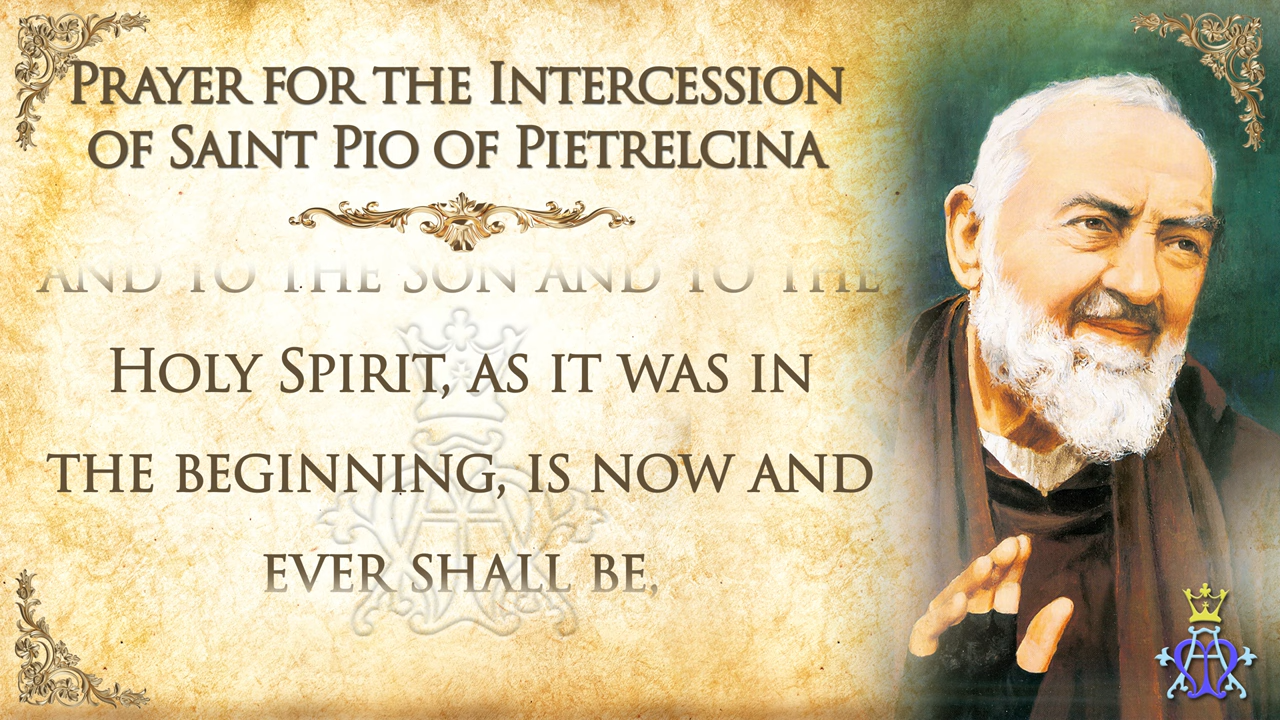 Prayer for the Intercession
of Saint Pio of Pietrelcina
and to the Son and to the
Holy Spirit, as it was in
the beginning, is now and
ever shall be.